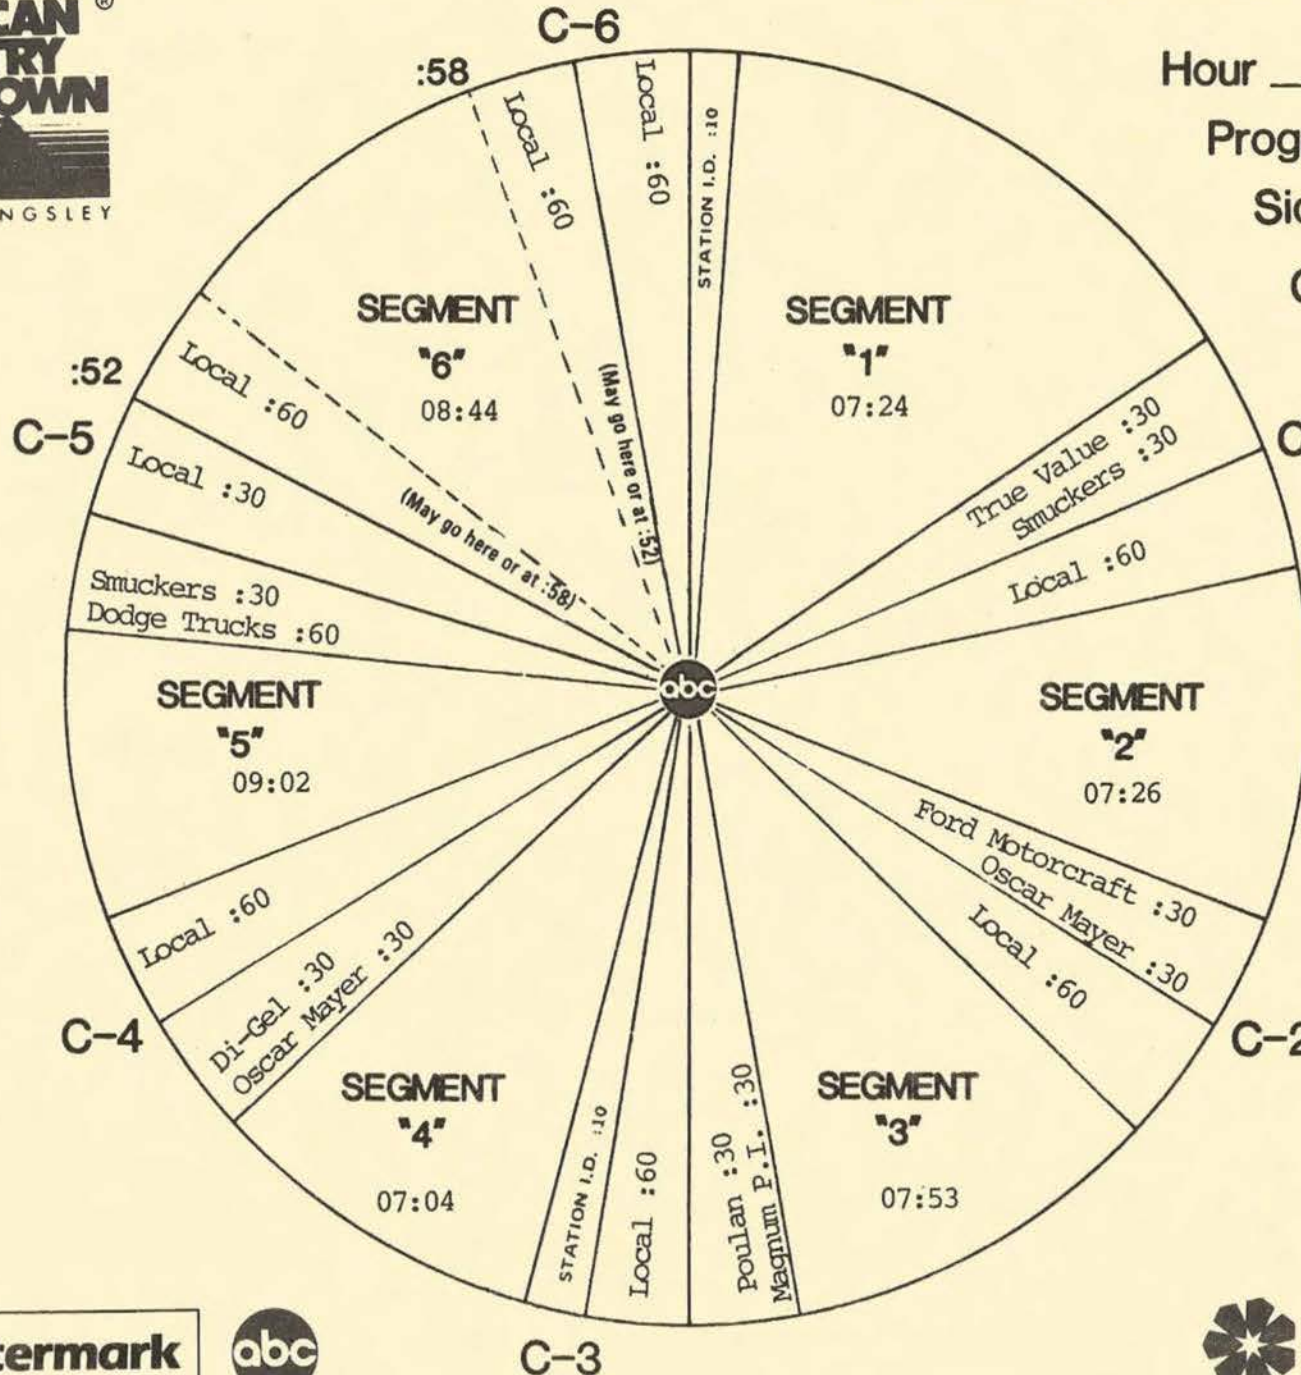 OWN
NGSLEY
®
C-6
:58
Hour
Local :60
Local :60
STATION I.D. :10
SEGMENT
"6"
08:44
(May go here or at :52)
SEGMENT
"1"
07:24
:52
C-5
Local :60
(May go here or at :58)
Local :30
Smuckers :30
Dodge Trucks :60
True Value :30
Smuckers :30
Local :60
abc
SEGMENT
"5"
09:02
SEGMENT
"2"
07:26
Local :60
Ford Motorcraft :30
Oscar Mayer :30
Local :60
C-4
Di-Gel :30
Oscar Mayer :30
C-2
SEGMENT
"4"
07:04
STATION I.D. :10
Local :60
Poulan :30
Magnum P.I. :30
SEGMENT
"3"
07:53
C-3
termark
abc